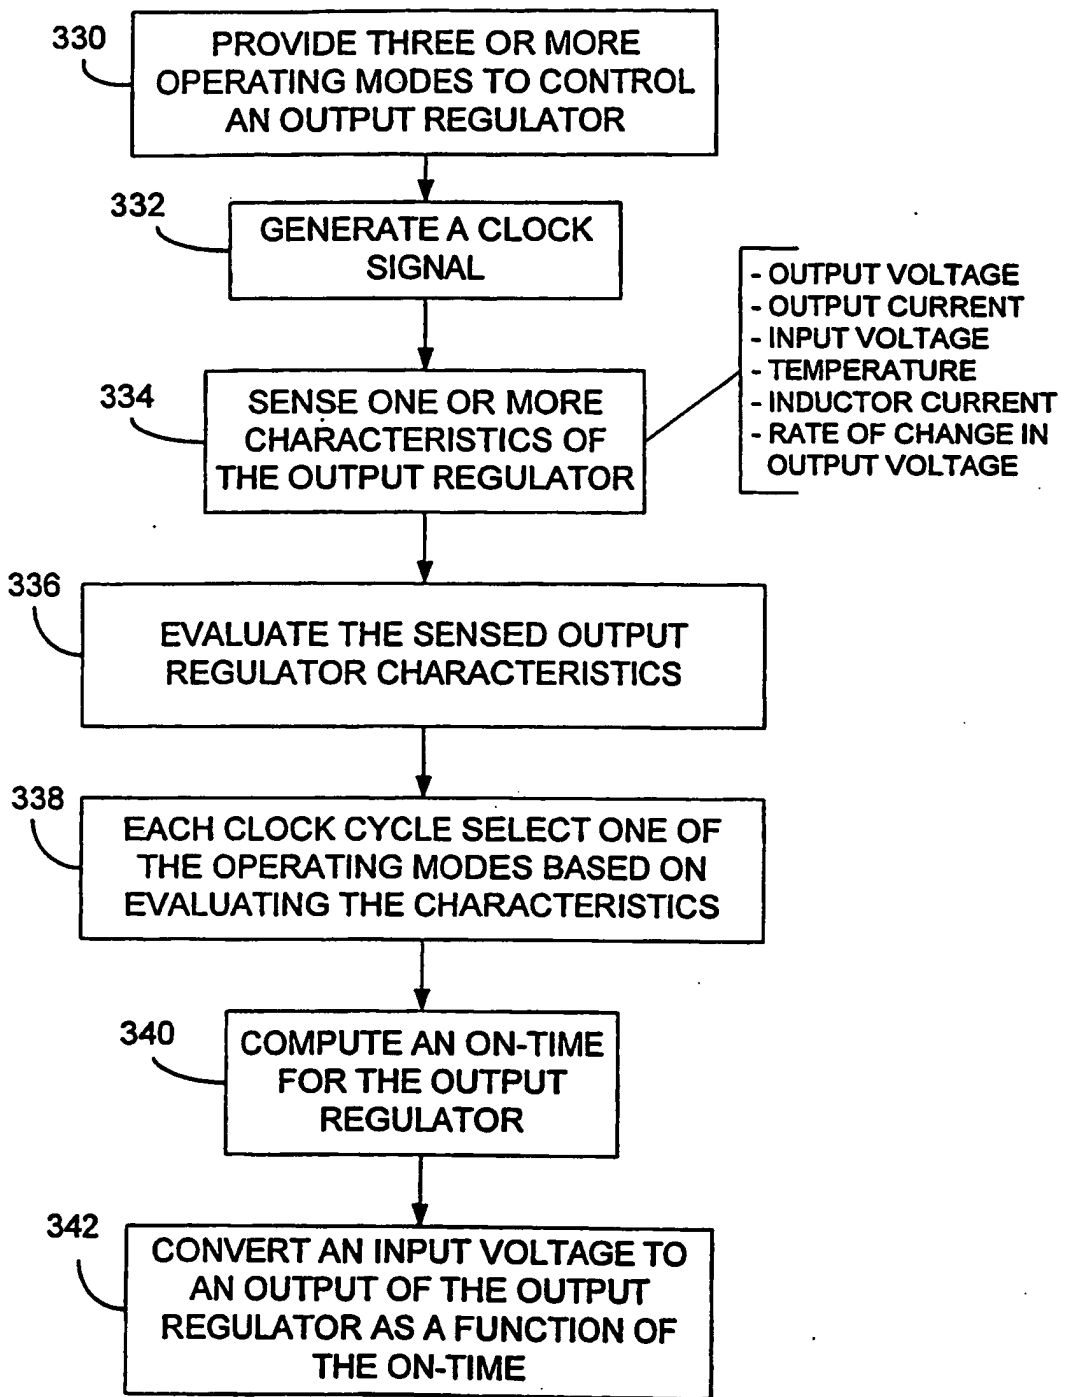 330
PROVIDE THREE OR MORE
OPERATING MODES TO CONTROL
AN OUTPUT REGULATOR
332
GENERATE A CLOCK
SIGNAL
334
SENSE ONE OR MORE
CHARACTERISTICS OF
THE OUTPUT REGULATOR
- OUTPUT VOLTAGE
- OUTPUT CURRENT
- INPUT VOLTAGE
- TEMPERATURE
- INDUCTOR CURRENT
- RATE OF CHANGE IN
OUTPUT VOLTAGE
336
EVALUATE THE SENSED OUTPUT
REGULATOR CHARACTERISTICS
338
EACH CLOCK CYCLE SELECT ONE OF
THE OPERATING MODES BASED ON
EVALUATING THE CHARACTERISTICS
340
COMPUTE AN ON-TIME
FOR THE OUTPUT
REGULATOR
342
CONVERT AN INPUT VOLTAGE TO
AN OUTPUT OF THE OUTPUT
REGULATOR AS A FUNCTION OF
THE ON-TIME